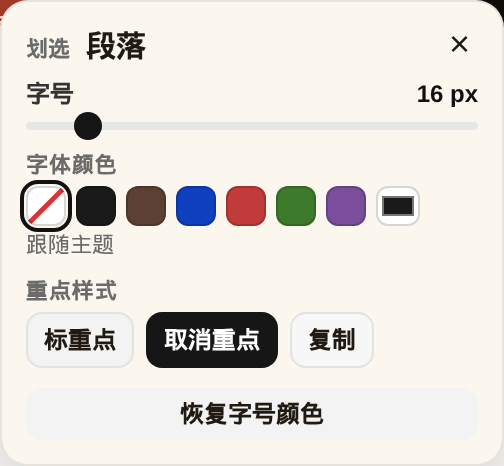 划选 段落 ✕
字号 16 px
字体颜色
跟随主题
重点样式
标重点 取消重点 复制
恢复字号颜色